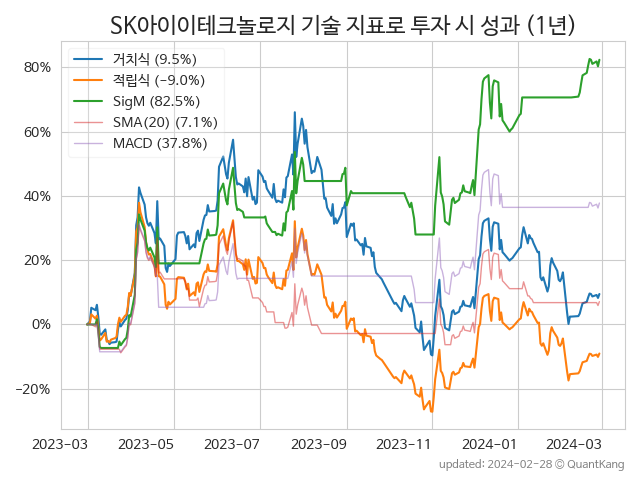 SK아이이테크놀로지 기술 지표로 투자 시 성과 (1년)
거치식 (9.5%)
적립식 (−9.0%)
SigM (82.5%)
SMA(20) (7.1%)
MACD (37.8%)
80%
60%
40%
20%
0%
−20%
2023−03 2023−05 2023−07 2023−09 2023−11 2024−01 2024−03
updated: 2024-02-28 ⓒ QuantKang